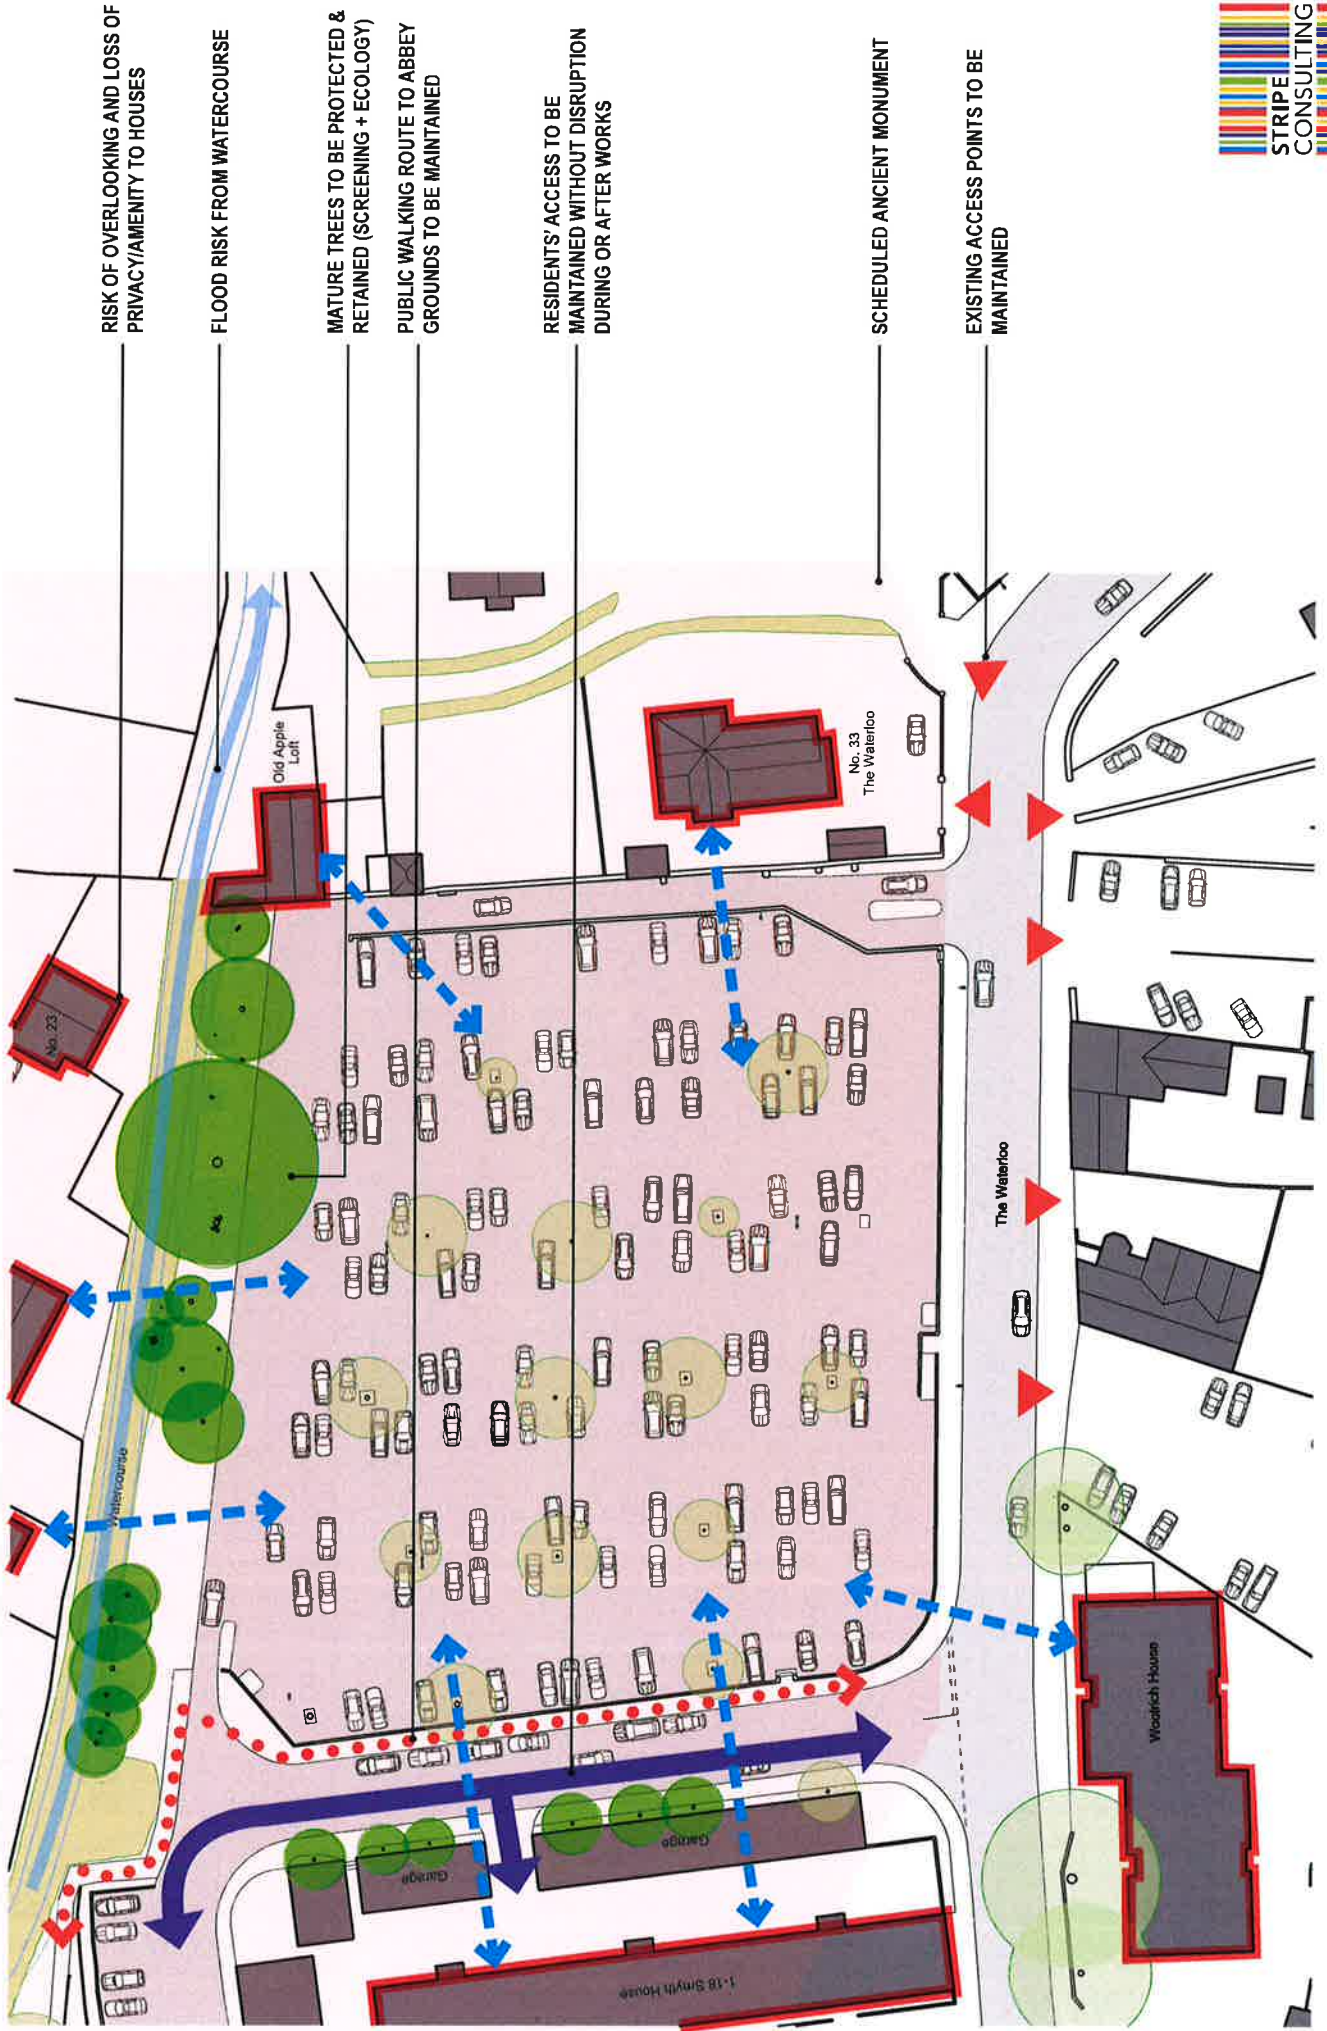 RISK OF OVERLOOKING AND LOSS OF
PRIVACY/AMENITY TO HOUSES
FLOOD RISK FROM WATERCOURSE
MATURE TREES TO BE PROTECTED &
RETAINED (SCREENING + ECOLOGY)
PUBLIC WALKING ROUTE TO ABBEY
GROUNDS TO BE MAINTAINED
RESIDENTS' ACCESS TO BE
MAINTAINED WITHOUT DISRUPTION
DURING OR AFTER WORKS
SCHEDULED ANCIENT MONUMENT
EXISTING ACCESS POINTS TO BE
MAINTAINED
STRIPE
CONSULTING
No. 23
Old Apple
Loft
No. 33
The Waterloo
Watercourse
The Waterloo
Garage
Garage
1-18 Smyth House
Woolrich House